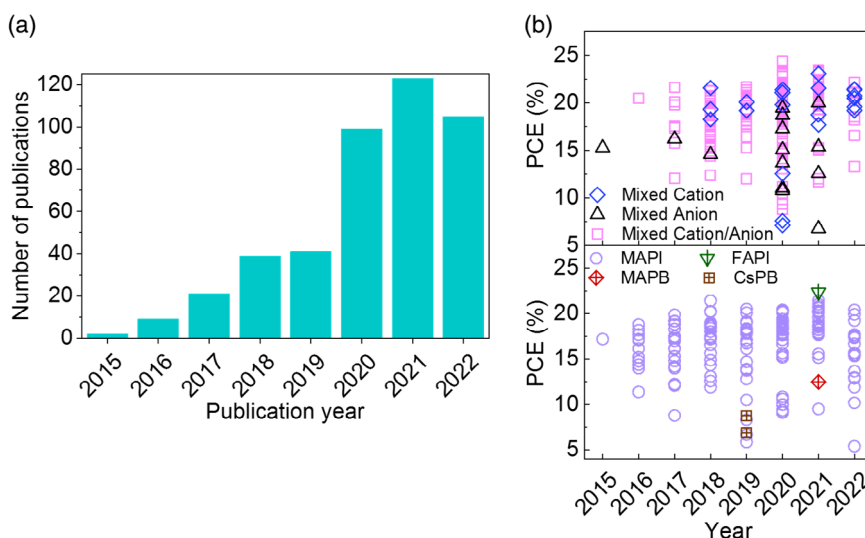 (a)
Number of publications
120
100
80
60
40
20
0
2015 2016 2017 2018 2019 2020 2021 2022
Publication year
(b)
PCE (%)
25
20
15
10
5
Mixed Cation
Mixed Anion
Mixed Cation/Anion
MAPI FAPI
MAPB CsPB
PCE (%)
25
20
15
10
5
2015 2016 2017 2018 2019 2020 2021 2022
Year